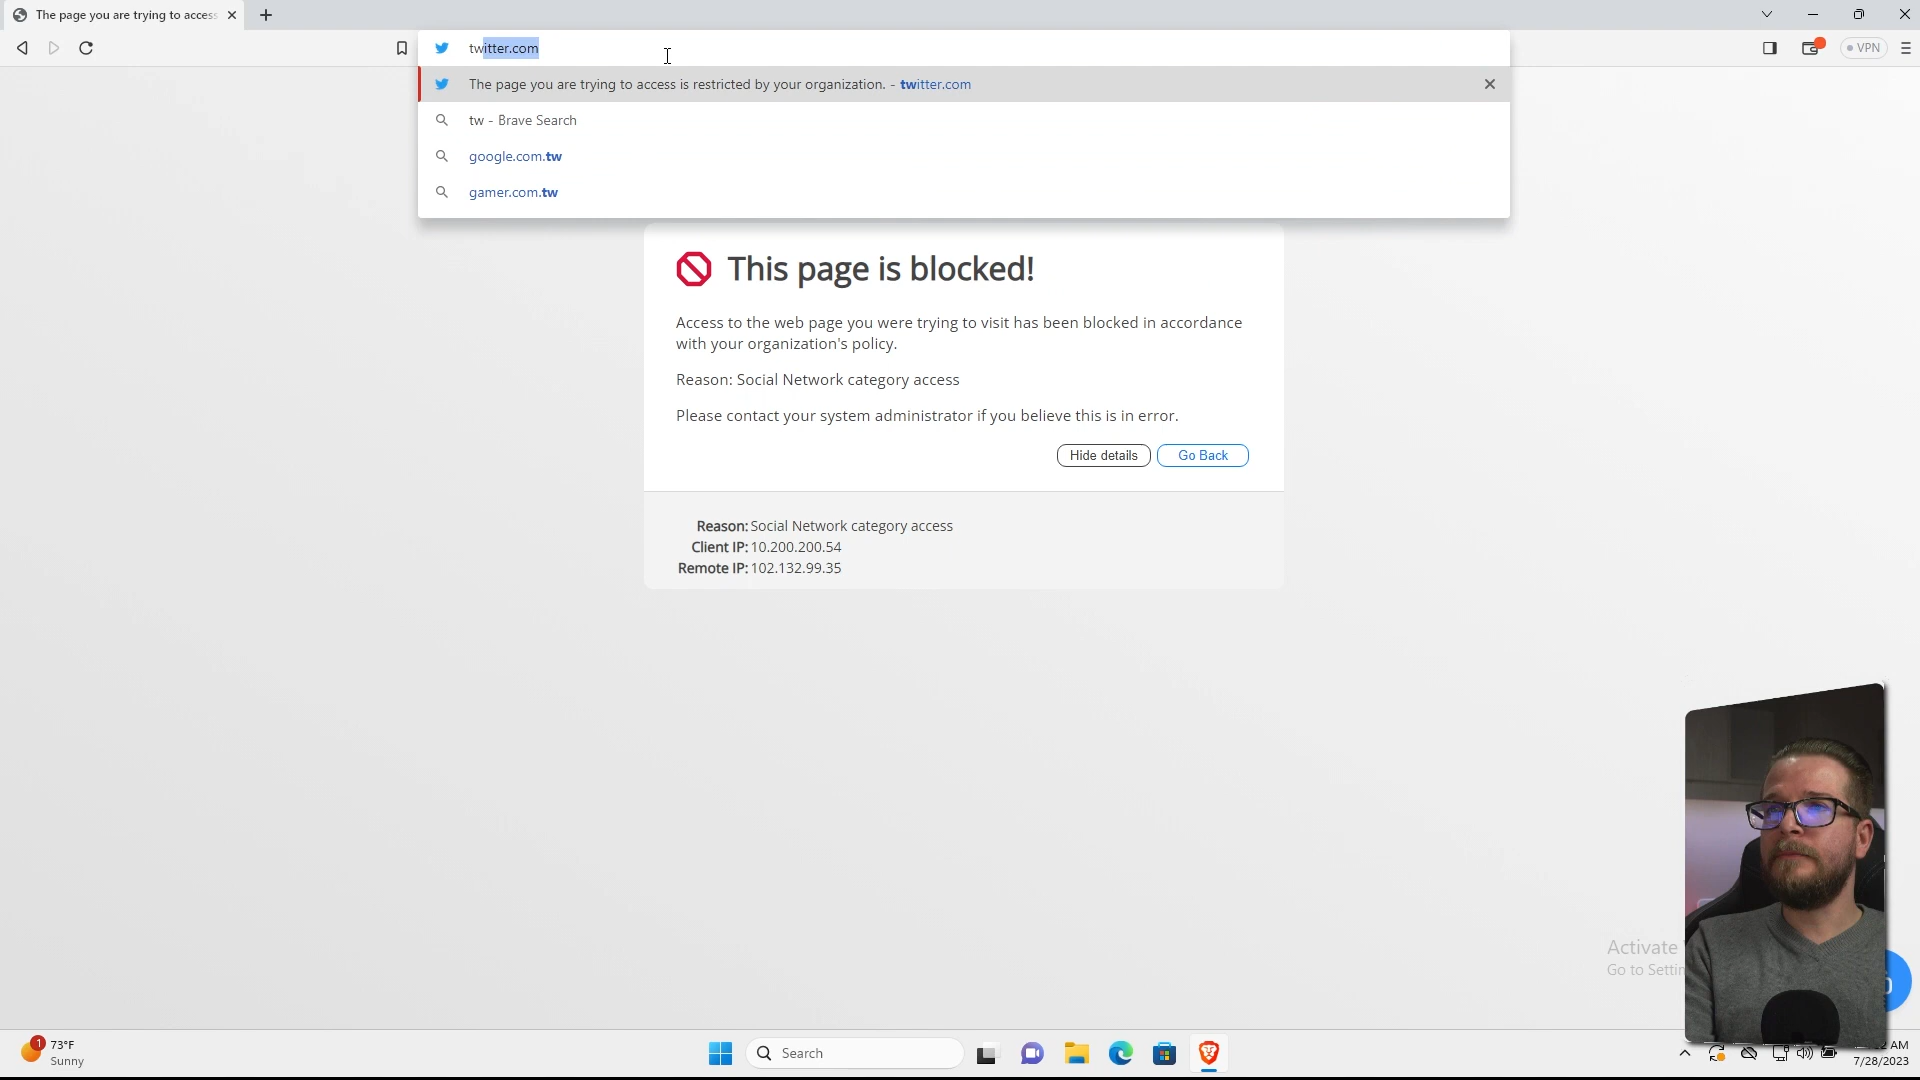 The page you are trying to access
VPN
twitter.com
The page you are trying to access is restricted by your organization. - twitter.com
tw - Brave Search
google.com.tw
gamer.com.tw
This page is blocked!
Access to the web page you were trying to visit has been blocked in accordance
with your organization's policy.
Reason: Social Network category access
Please contact your system administrator if you believe this is in error.
Hide details
Go Back
Reason: Social Network category access
Client IP: 10.200.200.54
Remote IP: 102.132.99.35
Activate
Go to
1
73°F
Sunny
Search
AM
7/28/2023